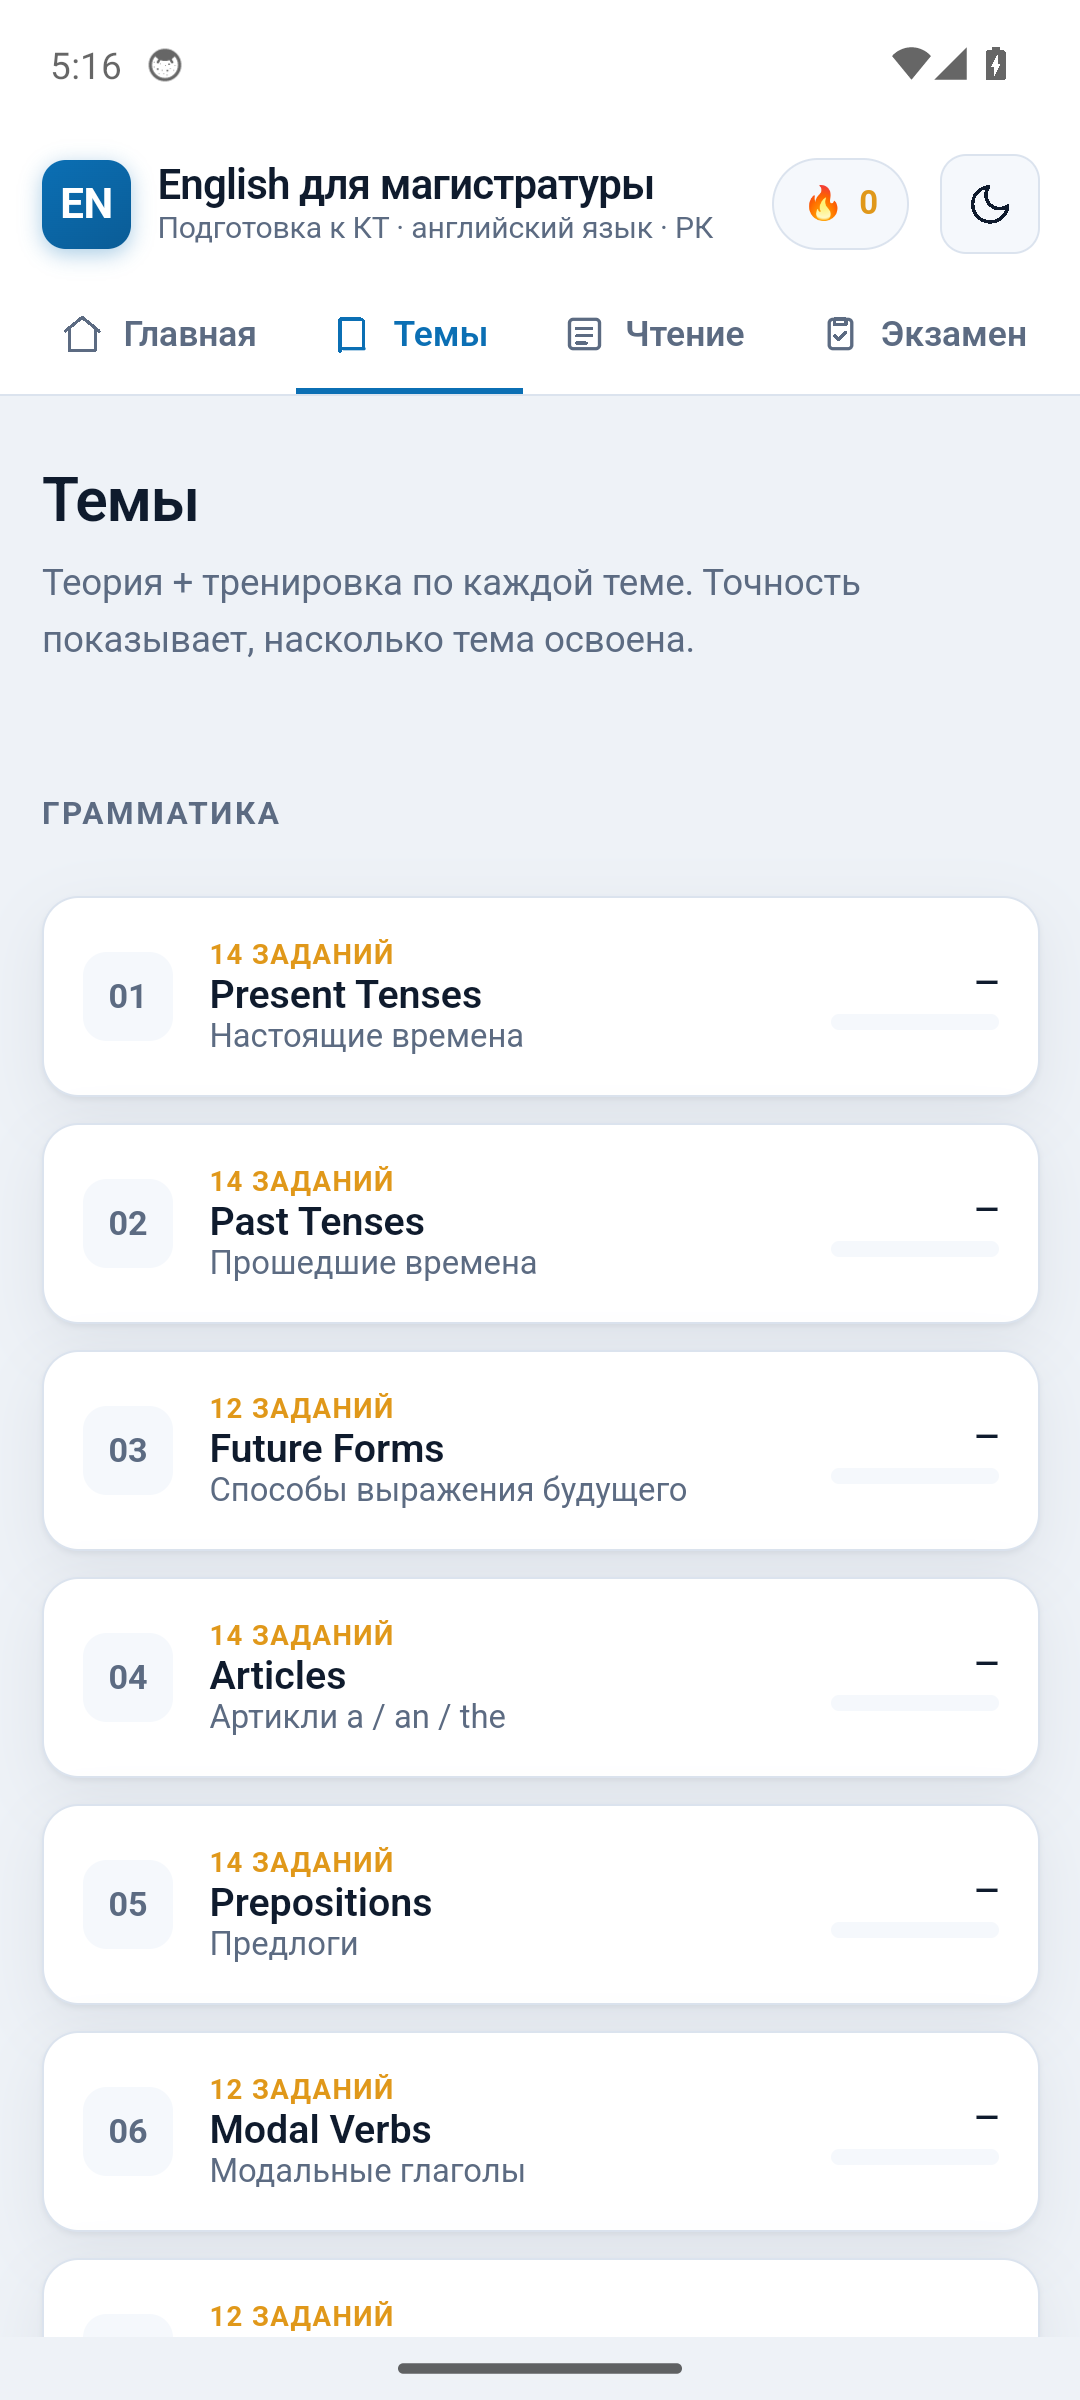 5:16
EN
English для магистратуры
Подготовка к КТ · английский язык · РК
0
Главная
Темы
Чтение
Экзамен
Темы
Теория + тренировка по каждой теме. Точность
показывает, насколько тема освоена.
ГРАММАТИКА
01
14 ЗАДАНИЙ
Present Tenses
Настоящие времена
–
02
14 ЗАДАНИЙ
Past Tenses
Прошедшие времена
–
03
12 ЗАДАНИЙ
Future Forms
Способы выражения будущего
–
04
14 ЗАДАНИЙ
Articles
Артикли a / an / the
–
05
14 ЗАДАНИЙ
Prepositions
Предлоги
–
06
12 ЗАДАНИЙ
Modal Verbs
Модальные глаголы
–
12 ЗАДАНИЙ